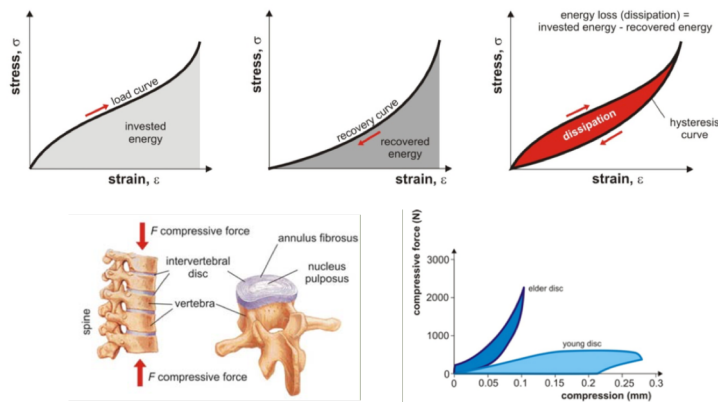 stress, σ
load curve
invested
energy
strain, ε
stress, σ
recovery curve
recovered
energy
strain, ε
energy loss (dissipation) =
invested energy - recovered energy
stress, σ
dissipation
hysteresis
curve
strain, ε
F compressive force
annulus fibrosus
intervertebral
disc
nucleus
pulposus
vertebra
spine
F compressive force
compressive force (N)
3000
2000
1000
0
elder disc
young disc
0
0.05
0.1
0.15
0.2
0.25
0.3
compression (mm)